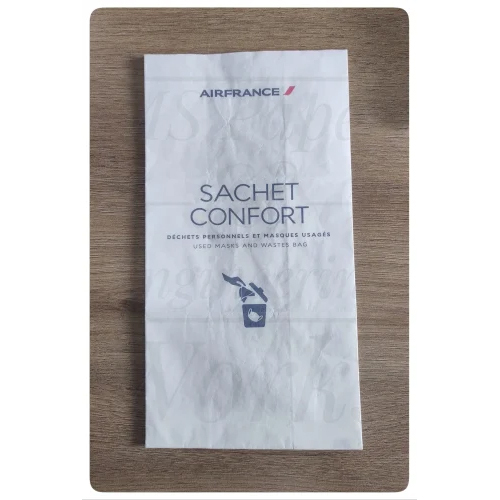 AIRFRANCE
SACHET
CONFORT
DÉCHETS PERSONNELS ET MASQUES USAGÉS
USED MASKS AND WASTES BAG